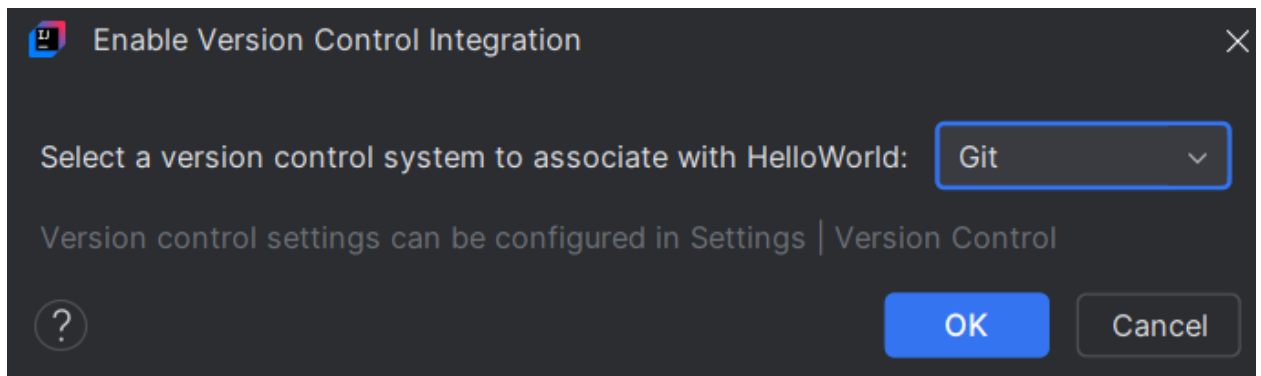 IJ
Enable Version Control Integration
Select a version control system to associate with HelloWorld: Git
Version control settings can be configured in Settings | Version Control
? OK Cancel